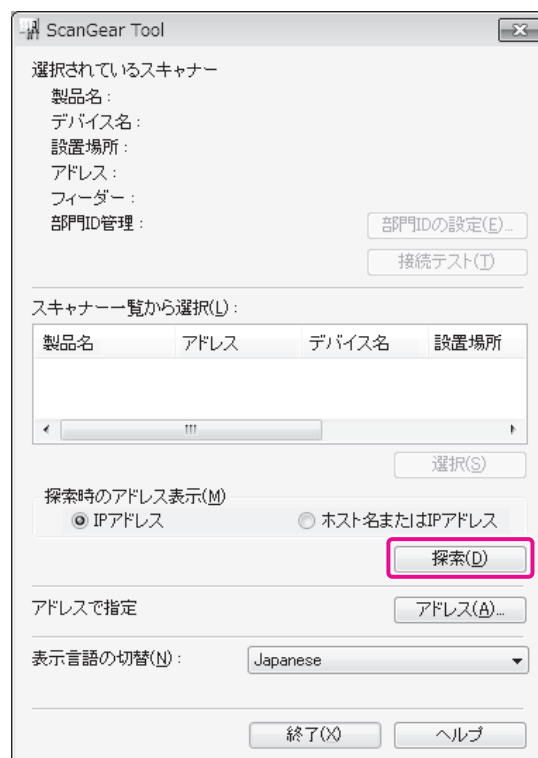 ScanGear Tool
選択されているスキャナー
製品名 :
デバイス名 :
設置場所 :
アドレス :
フィーダー :
部門ID管理 :
部門IDの設定(E)...
接続テスト(T)
スキャナー一覧から選択(L) :
製品名 アドレス デバイス名 設置場所
選択(S)
探索時のアドレス表示(M)
IPアドレス ホスト名またはIPアドレス
探索(D)
アドレスで指定 アドレス(A)...
表示言語の切替(N) : Japanese
終了(X) ヘルプ